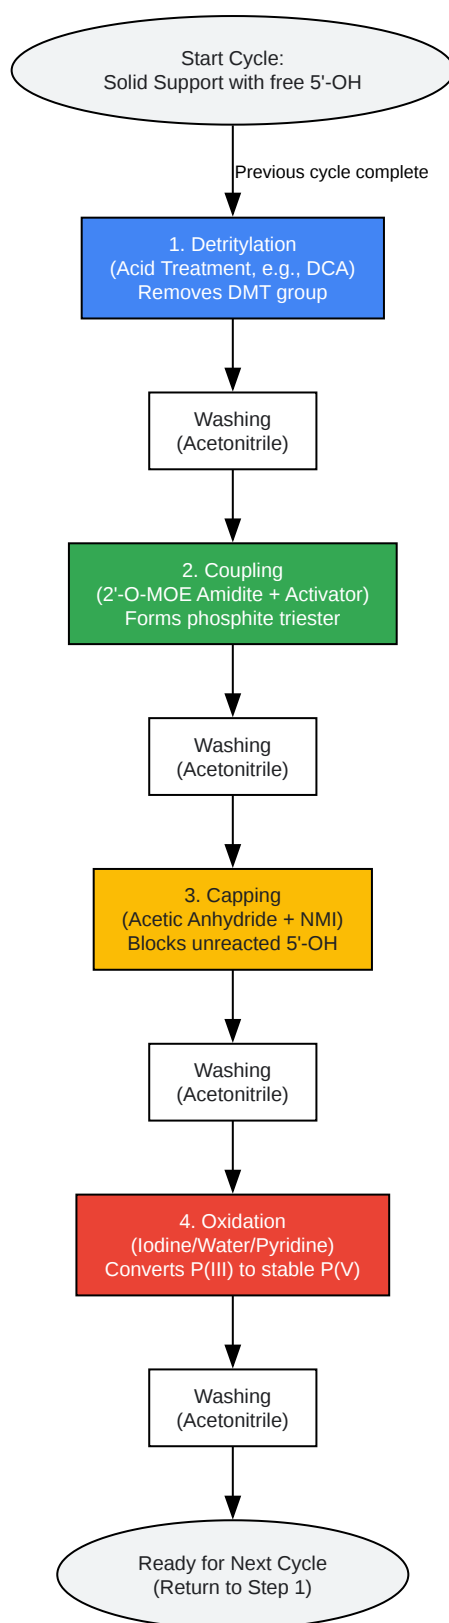 Start Cycle:
Solid Support with free 5'-OH
Previous cycle complete
1. Detritylation
(Acid Treatment, e.g., DCA)
Removes DMT group
Washing
(Acetonitrile)
2. Coupling
(2'-O-MOE Amidite + Activator)
Forms phosphite triester
Washing
(Acetonitrile)
3. Capping
(Acetic Anhydride + NMI)
Blocks unreacted 5'-OH
Washing
(Acetonitrile)
4. Oxidation
(Iodine/Water/Pyridine)
Converts P(III) to stable P(V)
Washing
(Acetonitrile)
Ready for Next Cycle
(Return to Step 1)